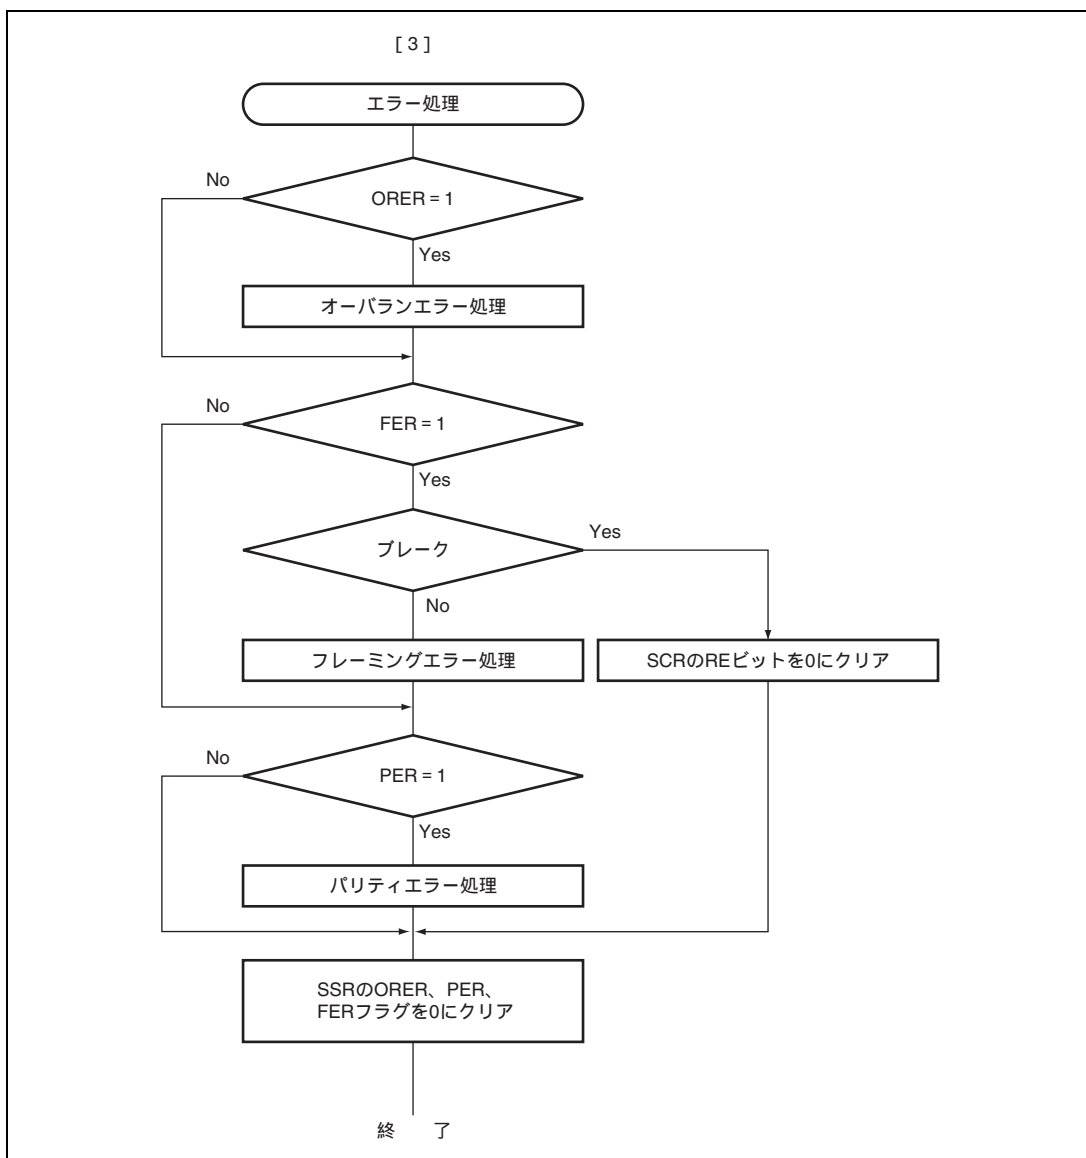 [ 3 ]
エラー処理
No
ORER = 1
Yes
オーバランエラー処理
No
FER = 1
Yes
ブレーク
Yes
No
フレーミングエラー処理
SCRのREビットを0にクリア
No
PER = 1
Yes
パリティエラー処理
SSRのORER、PER、
FERフラグを0にクリア
終 了